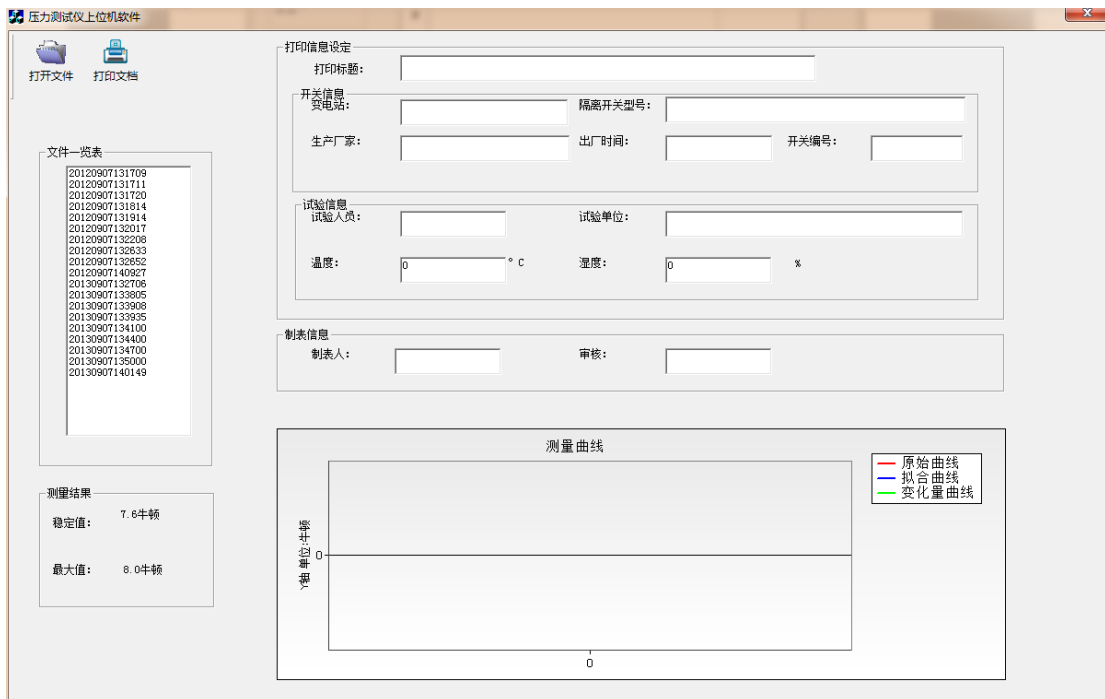 压力测试仪上位机软件
打开文件
打印文档
文件一览表
20120907131709
20120907131711
20120907131720
20120907131814
20120907131914
20120907132017
20120907132208
20120907132633
20120907132652
20120907140927
20130907132706
20130907133805
20130907133908
20130907133935
20130907134100
20130907134400
20130907134700
20130907135000
20130907140149
测量结果
稳定值: 7.6牛顿
最大值: 8.0牛顿
打印信息设定
打印标题:
开关信息
变电站: 隔离开关型号:
生产厂家: 出厂时间: 开关编号:
试验信息
试验人员: 试验单位:
温度: 0 °C 湿度: 0 %
制表信息
制表人: 审核:
测量曲线
原始曲线
拟合曲线
变化量曲线
Y轴 单位:牛顿
0
0